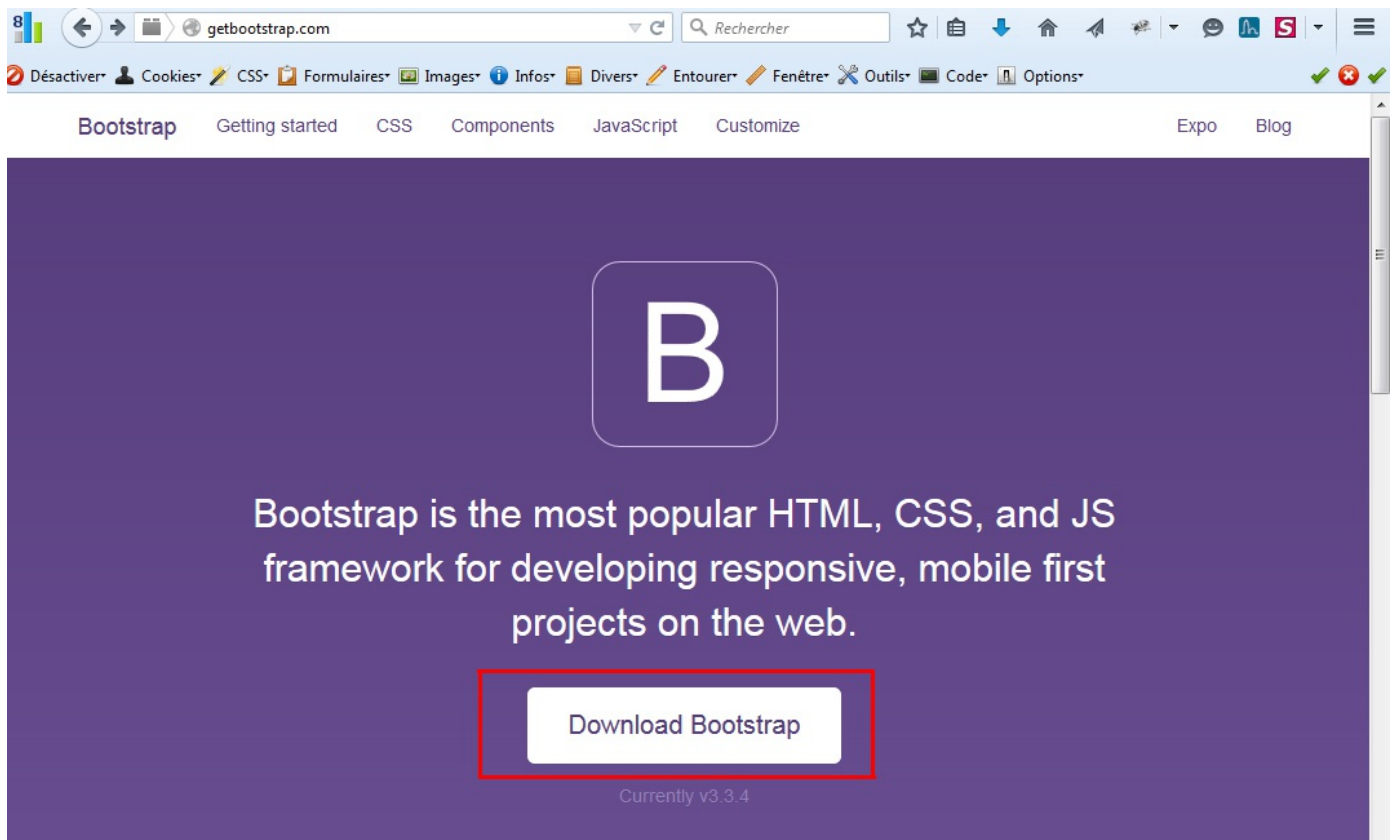 8
getbootstrap.com
Rechercher
S
Désactiver Cookies CSS Formulaires Images Infos Divers Entourer Fenêtre Outils Code Options
Bootstrap Getting started CSS Components JavaScript Customize Expo Blog
B
Bootstrap is the most popular HTML, CSS, and JS
framework for developing responsive, mobile first
projects on the web.
Download Bootstrap
Currently v3.3.4